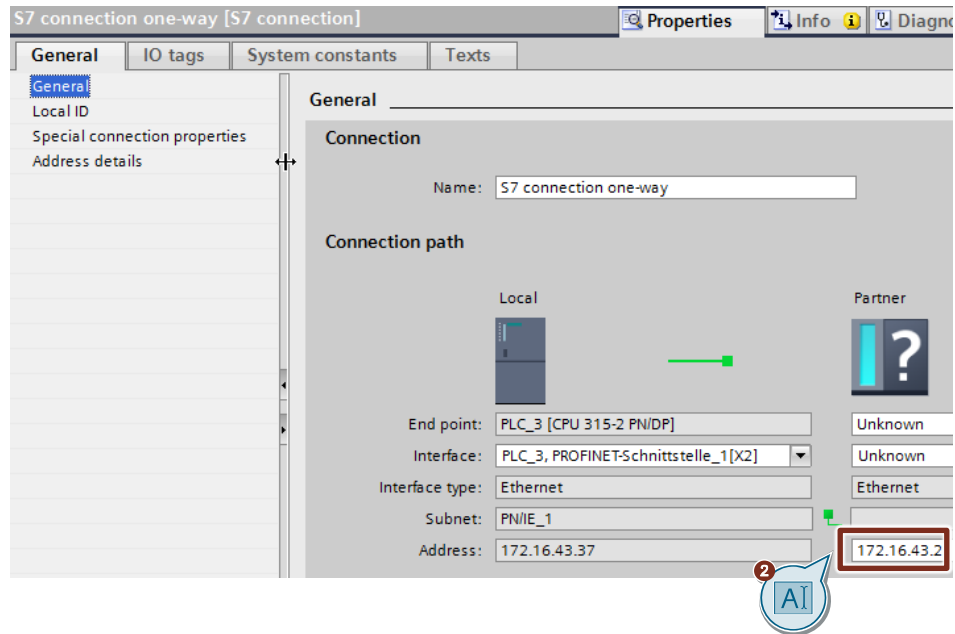 S7 connection one-way [S7 connection]
Properties
Info
General
IO tags
System constants
Texts
General
Local ID
Special connection properties
Address details
General
Connection
Name: S7 connection one-way
Connection path
Local Partner
?
End point: PLC_3 [CPU 315-2 PN/DP] Unknown
Interface: PLC_3, PROFINET-Schnittstelle_1[X2] Unknown
Interface type: Ethernet Ethernet
Subnet: PN/IE_1
Address: 172.16.43.37 172.16.43.2
2
A